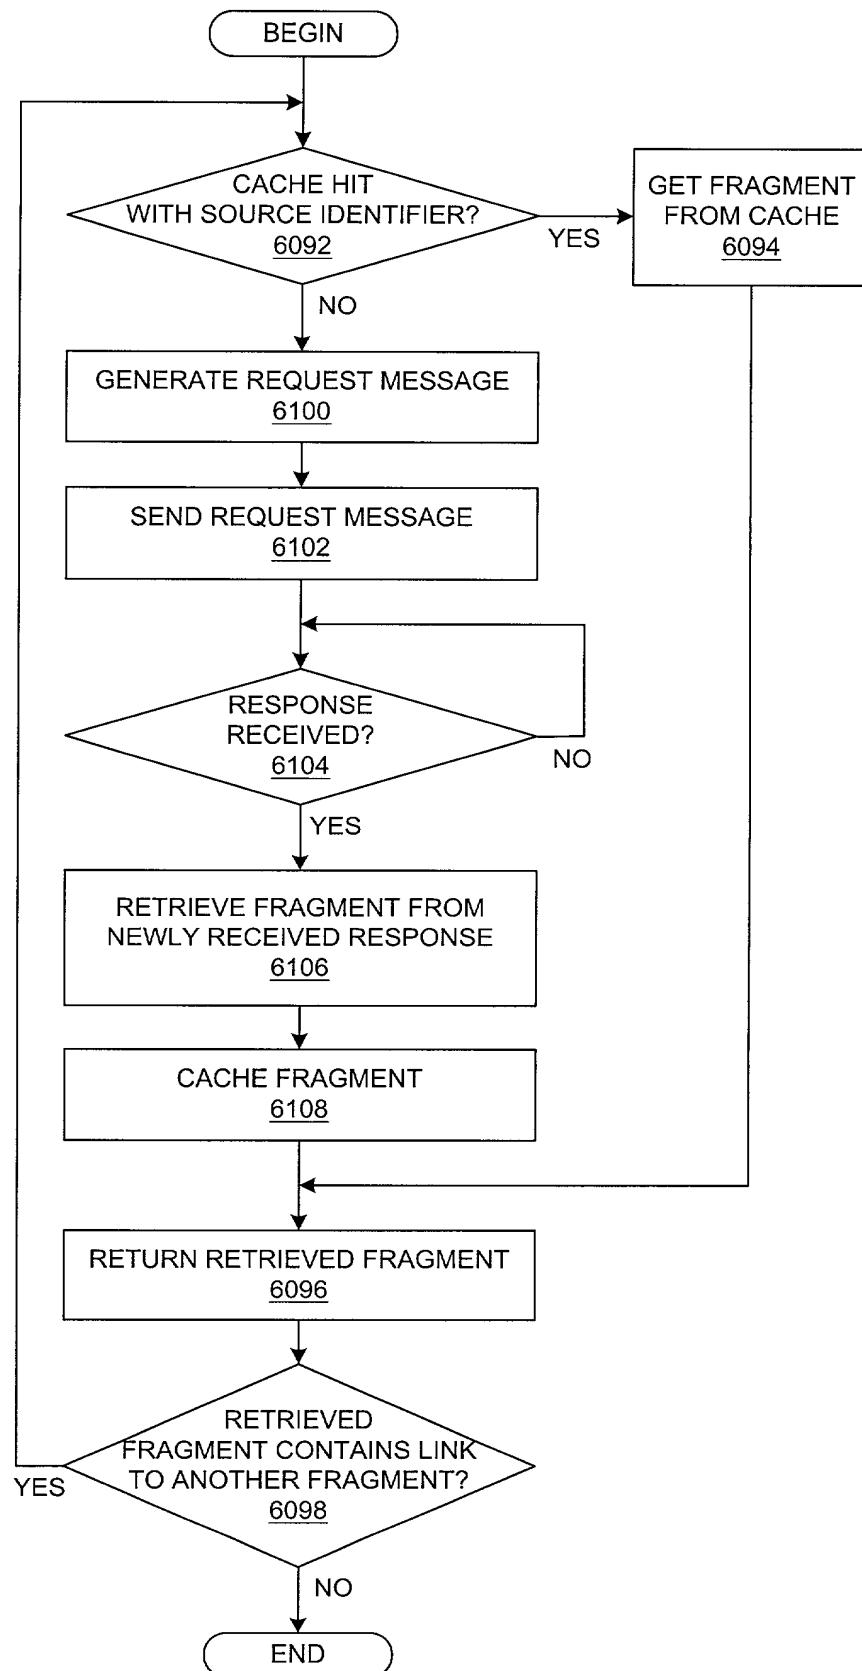 BEGIN
CACHE HIT
WITH SOURCE IDENTIFIER?
6092
YES
GET FRAGMENT
FROM CACHE
6094
NO
GENERATE REQUEST MESSAGE
6100
SEND REQUEST MESSAGE
6102
RESPONSE
RECEIVED?
6104
NO
YES
RETRIEVE FRAGMENT FROM
NEWLY RECEIVED RESPONSE
6106
CACHE FRAGMENT
6108
RETURN RETRIEVED FRAGMENT
6096
RETRIEVED
FRAGMENT CONTAINS LINK
TO ANOTHER FRAGMENT?
6098
YES
NO
END